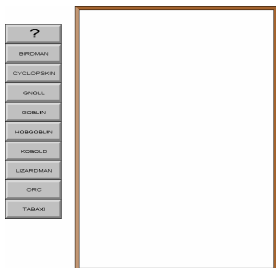 ?
BIRDMAN
CYCLOPSKIN
GNOLL
GOBLIN
HOBGOBLIN
KOBOLD
LIZARDMAN
ORC
TABAXI